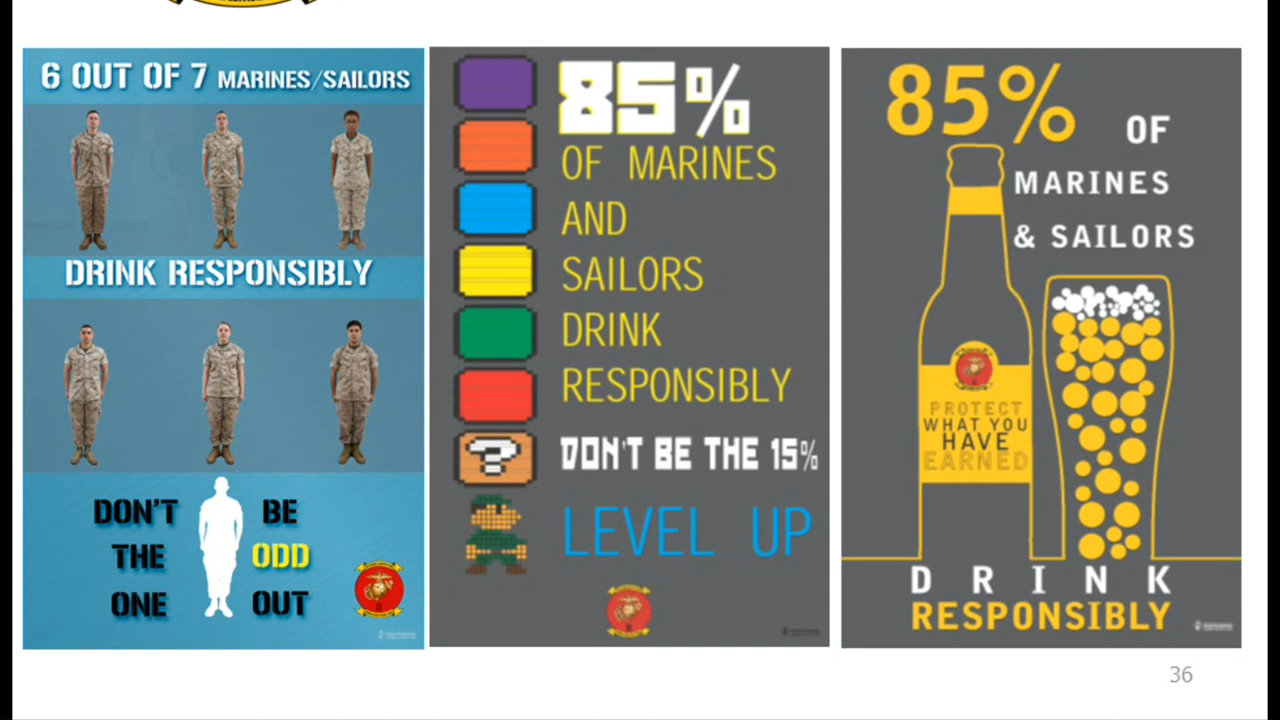 6 OUT OF 7 MARINES/SAILORS
DRINK RESPONSIBLY
DON'T BE
THE ODD
ONE OUT
85%
OF MARINES
AND
SAILORS
DRINK
RESPONSIBLY
?
DON'T BE THE 15%
LEVEL UP
85% OF
MARINES
& SAILORS
PROTECT
WHAT YOU
HAVE
EARNED
DRINK
RESPONSIBLY
36